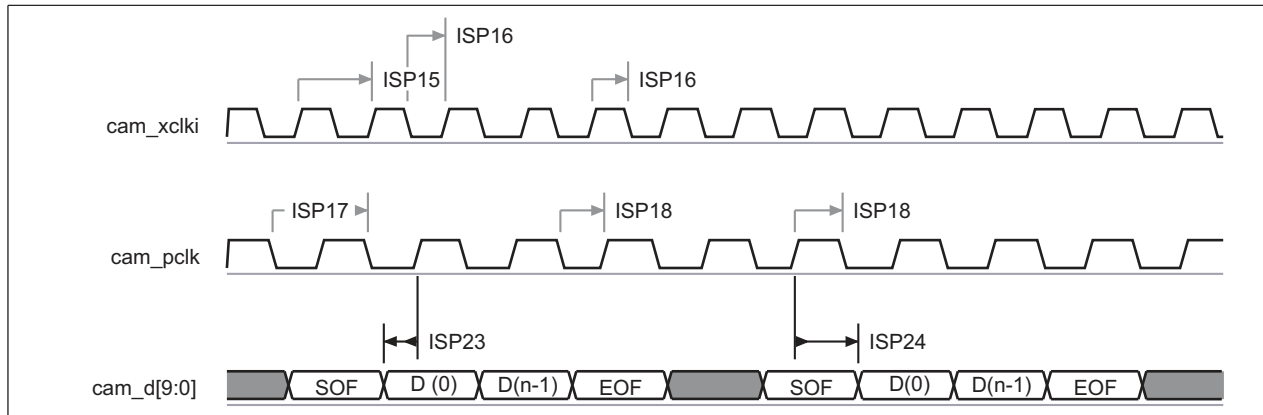 ISP16
ISP15
ISP16
cam_xclki
ISP17
ISP18
ISP18
cam_pclk
ISP23
ISP24
cam_d[9:0]
SOF
D (0)
D(n-1)
EOF
SOF
D(0)
D(n-1)
EOF